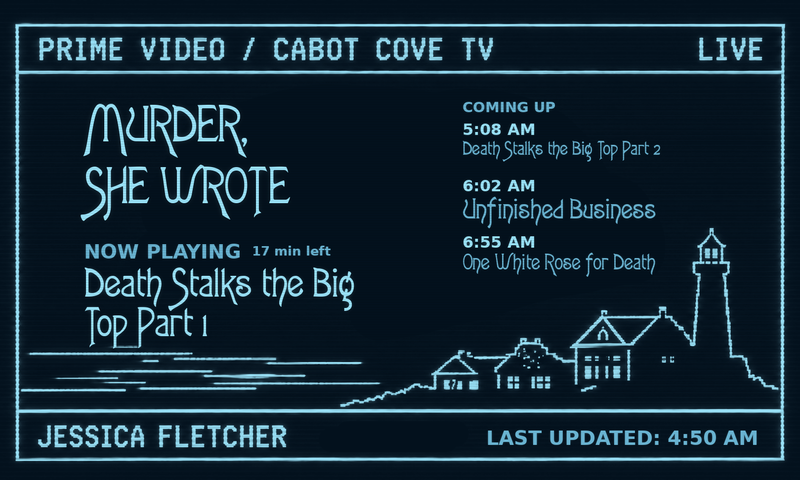 PRIME VIDEO / CABOT COVE TV
LIVE
MURDER,
SHE WROTE
NOW PLAYING 17 min left
Death Stalks the Big
Top Part 1
COMING UP
5:08 AM
Death Stalks the Big Top Part 2
6:02 AM
Unfinished Business
6:55 AM
One White Rose for Death
JESSICA FLETCHER
LAST UPDATED: 4:50 AM